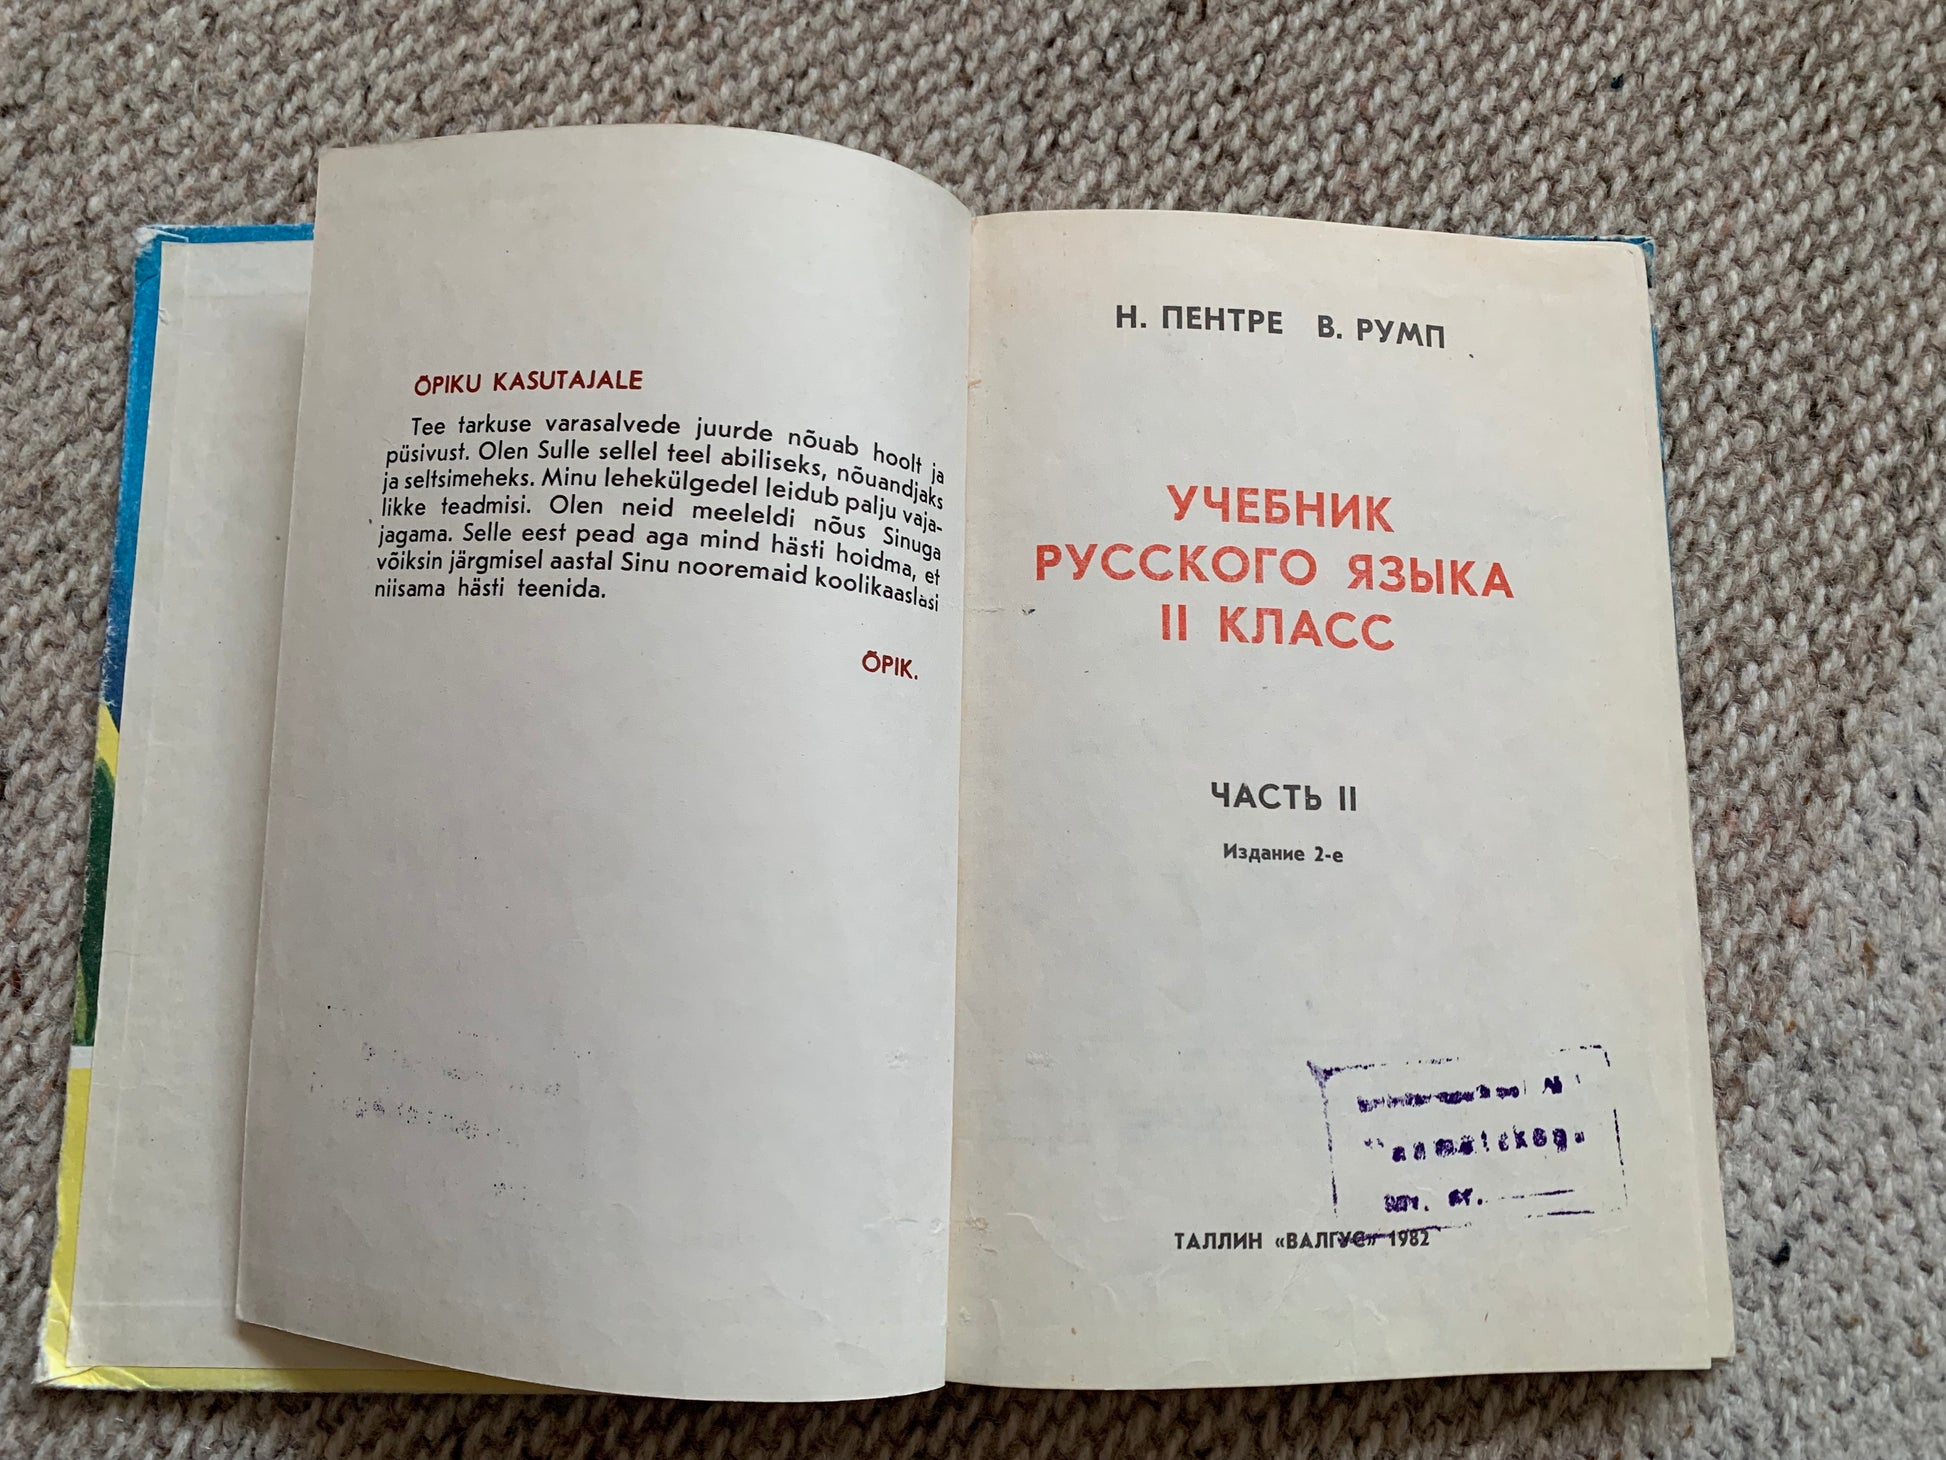 ÕPIKU KASUTAJALE
Tee tarkuse varasalvede juurde nõuab hoolt ja
püsivust. Olen Sulle sellel teel abiliseks, nõuandjaks
ja seltsimeheks. Minu lehekülgedel leidub palju vaja-
likke teadmisi. Olen neid meeleldi nõus Sinuga
jagama. Selle eest pead aga mind hästi hoidma, et
võiksin järgmisel aastal Sinu nooremaid koolikaaslasi
niisama hästi teenida.
ÕPIK.
Н. ПЕНТРЕ В. РУМП
УЧЕБНИК
РУССКОГО ЯЗЫКА
II КЛАСС
ЧАСТЬ II
Издание 2-е
ТАЛЛИН «ВАЛГУС» 1982